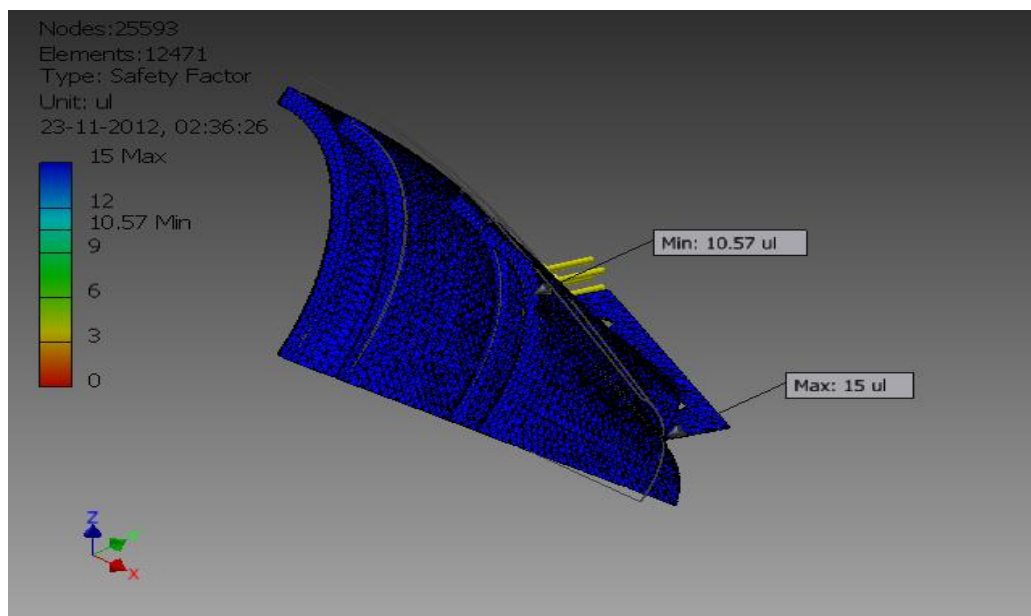 Nodes:25593
Elements:12471
Type: Safety Factor
Unit: ul
23-11-2012, 02:36:26
15 Max
12
10.57 Min
9
6
3
0
Min: 10.57 ul
Max: 15 ul
Z
X